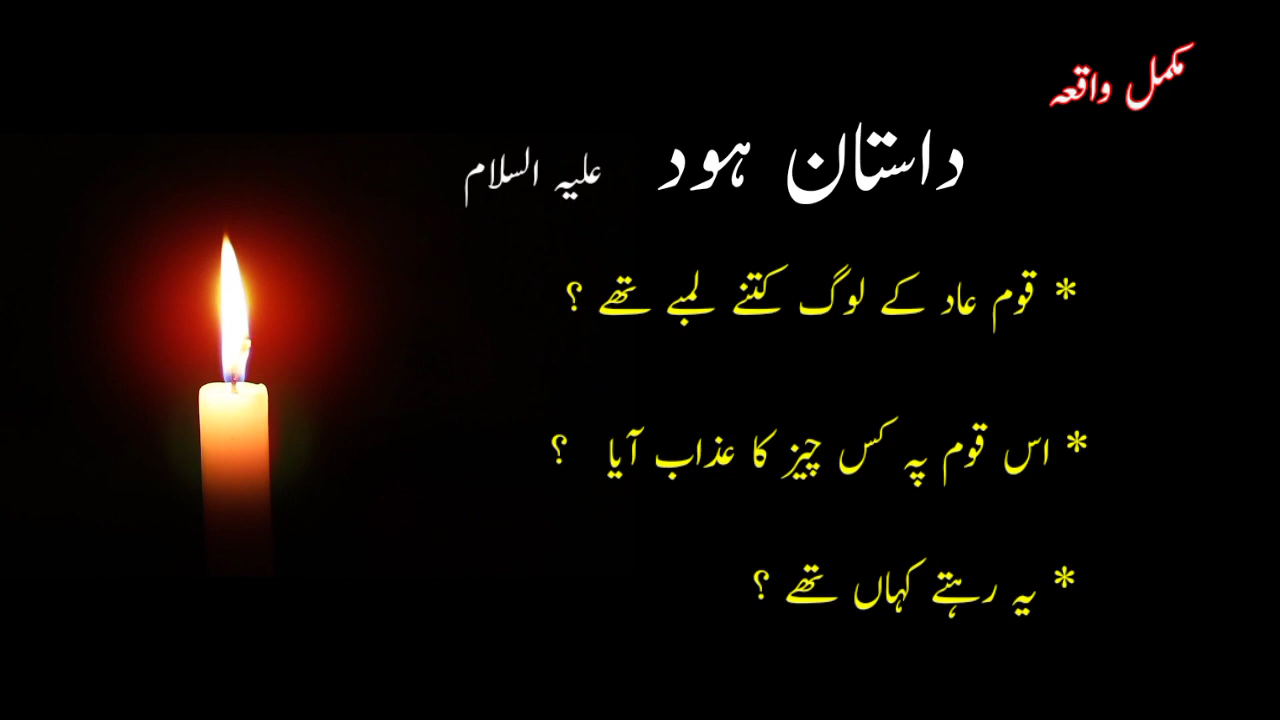 مکمل واقعہ
داستان ہود علیہ السلام
* قوم عاد کے لوگ کتنے لمبے تھے ؟
* اس قوم پہ کس چیز کا عذاب آیا ؟
* یہ رہتے کہاں تھے ؟